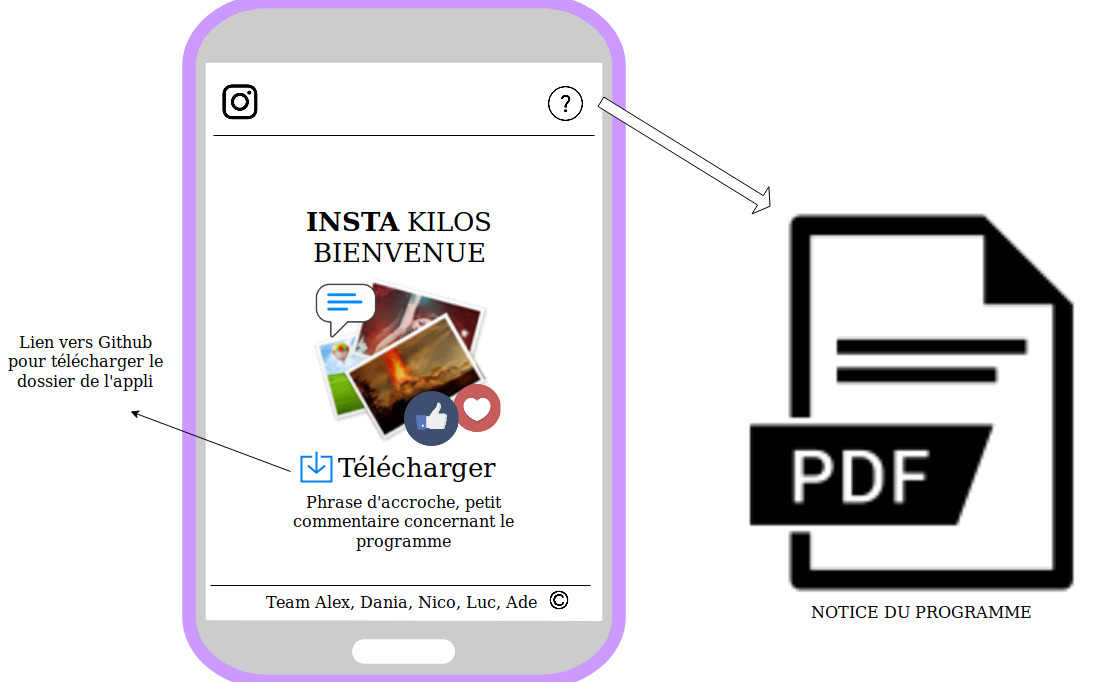 ?
INSTA KILOS
BIENVENUE
Lien vers Github
pour télécharger le
dossier de l'appli
Télécharger
Phrase d'accroche, petit
commentaire concernant le
programme
Team Alex, Dania, Nico, Luc, Ade ©
PDF
NOTICE DU PROGRAMME